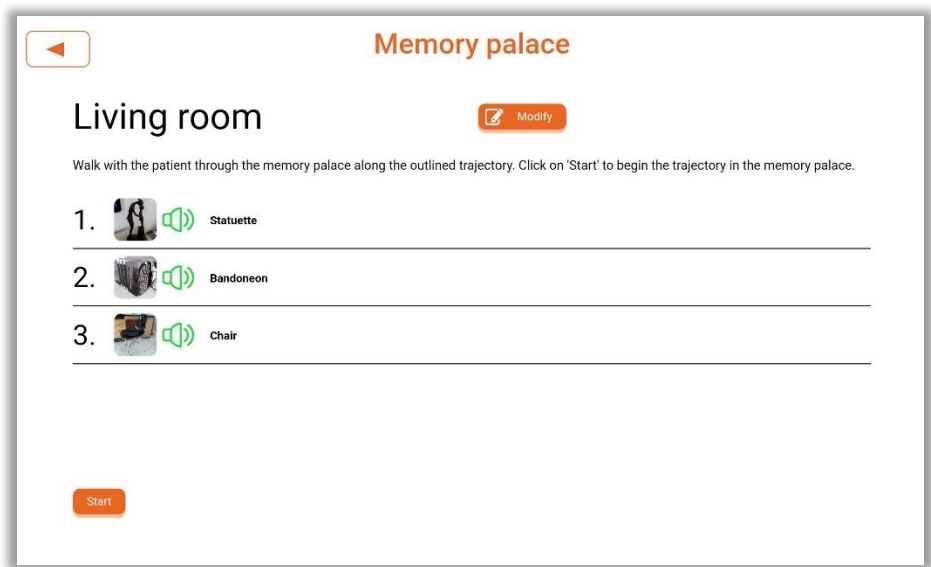 Memory palace
Living room
Modify
Walk with the patient through the memory palace along the outlined trajectory. Click on 'Start' to begin the trajectory in the memory palace.
1. Statuette
2. Bandoneon
3. Chair
Start